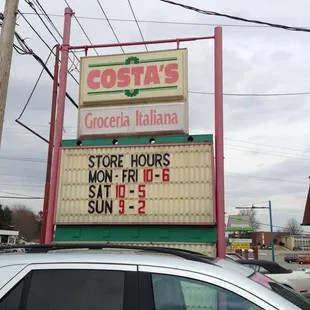 COSTA'S
Groceria Italiana
STORE HOURS
MON - FRI 10-6
SAT 10 - 5
SUN 9 - 2